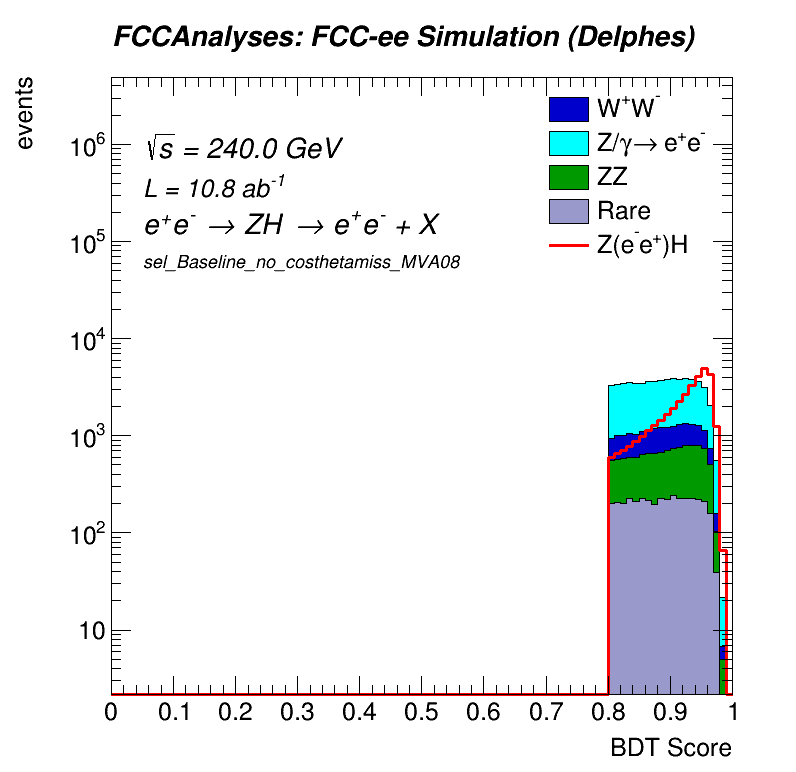 FCCAnalyses: FCC-ee Simulation (Delphes)
events
√s = 240.0 GeV
L = 10.8 ab⁻¹
e⁺e⁻ → ZH → e⁺e⁻ + X
sel_Baseline_no_costhetamiss_MVA08
W⁺W⁻
Z/γ→ e⁺e⁻
ZZ
Rare
Z(e⁻e⁺)H
10⁶
10⁵
10⁴
10³
10²
10
0 0.1 0.2 0.3 0.4 0.5 0.6 0.7 0.8 0.9 1
BDT Score